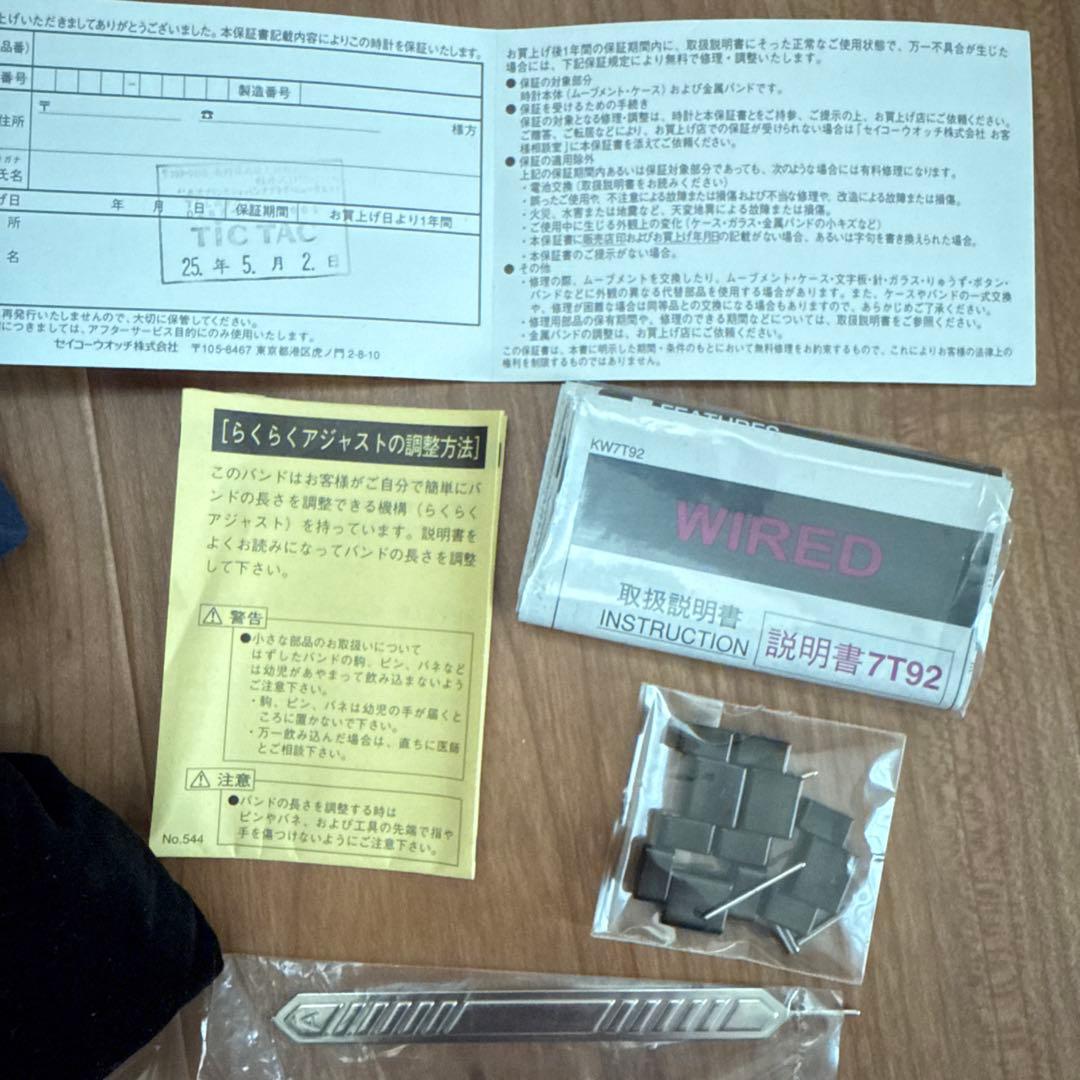 上げいただきましてありがとうございました。本保証書記載内容によりこの時計を保証いたします。
品番)
番号
－
製造番号
〒
☎
住所
様方
ガナ
氏名
げ日
年 月 日
保証期間
お買上げ日より1年間
所
名
TiC TAC
25. 年 5. 月 2. 日
再発行いたしませんので、大切に保管してください。
につきましては、アフターサービス目的にのみ使用いたします。
セイコーウオッチ株式会社 〒105-8467 東京都港区虎ノ門 2-8-10
お買上げ後1年間の保証期間内に、取扱説明書にそった正常なご使用状態で、万一不具合が生じた
場合には、下記保証規定により無料で修理・調整いたします。
● 保証の対象部分
時計本体(ムーブメント・ケース)および金属バンドです。
● 保証を受けるための手続き
保証の対象となる修理・調整は、時計と本保証書とをご持参、ご提示の上、お買上げ店にご依頼ください。
ご贈答、ご転居などにより、お買上げ店での保証が受けられない場合は「セイコーウオッチ株式会社 お客
様相談室」に本保証書を添えてご依頼ください。
● 保証の適用除外
上記の保証期間内あるいは保証対象部分であっても、次のような場合には有料修理になります。
・電池交換(取扱説明書をお読みください)
・誤ったご使用や、不注意による故障または損傷および不当な修理や、改造による故障または損傷。
・火災、水害または地震など、天変地異による故障または損傷。
・ご使用中に生じる外観上の変化(ケース・ガラス・金属バンドの小キズなど)
・本保証書に販売店印およびお買上げ年月日の記載がない場合、あるいは字句を書き換えられた場合。
・本保証書のご提示がない場合。
● その他
・修理の際、ムーブメントを交換したり、ムーブメント・ケース・文字板・針・ガラス・りゅうず・ボタン・
バンドなどに外観の異なる代替部品を使用する場合があります。また、ケースやバンドの一式交換
や、修理が困難な場合は同等品との交換になる場合もありますので、あらかじめご了承ください。
・修理用部品の保有期間や、修理のできる期間などについては、取扱説明書をご参照ください。
・金属バンドの調整は、お買上げ店にご依頼ください。
この保証書は、本書に明示した期間・条件のもとにおいて無料修理をお約束するもので、これによりお客様の法律上の
権利を制限するものではありません。
[らくらくアジャストの調整方法]
このバンドはお客様がご自分で簡単にバ
ンドの長さを調整できる機構(らくらく
アジャスト)を持っています。説明書を
よくお読みになってバンドの長さを調整
して下さい。
⚠ 警告
●小さな部品のお取扱いについて
はずしたバンドの駒、ピン、バネなど
は幼児があやまって飲み込まないよう
ご注意下さい。
・駒、ピン、バネは幼児の手が届くと
ころに置かないで下さい。
・万一飲み込んだ場合は、直ちに医師
とご相談下さい。
⚠ 注意
●バンドの長さを調整する時は
ピンやバネ、および工具の先端で指や
手を傷つけないようにご注意下さい。
No.544
FEATURES
KW7T92
WIRED
取扱説明書
INSTRUCTION
説明書7T92